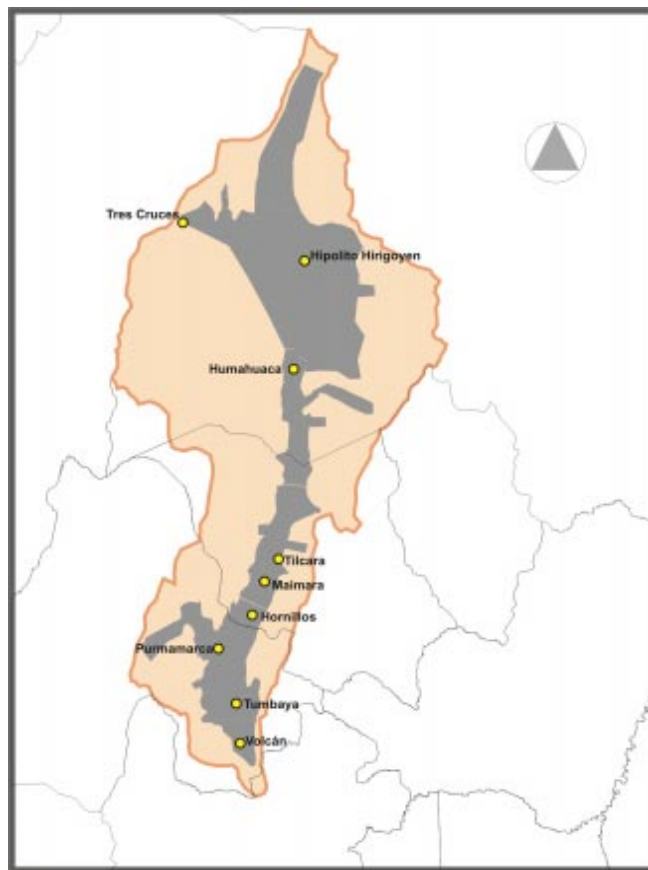 Tres Cruces
Hipolito Hirigoyen
Humahuaca
Tilcara
Maimara
Hornillos
Purmamarca
Tumbaya
Volcán